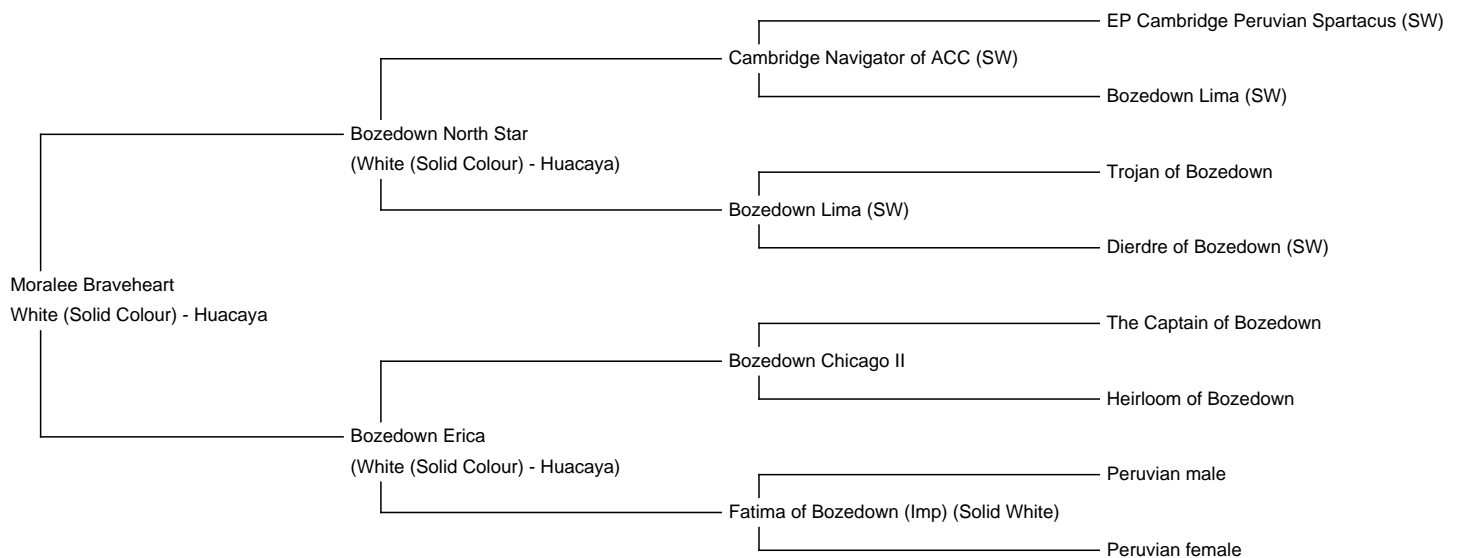 EP Cambridge Peruvian Spartacus (SW)
Cambridge Navigator of ACC (SW)
Bozedown Lima (SW)
Bozedown North Star
(White (Solid Colour) - Huacaya)
Trojan of Bozedown
Bozedown Lima (SW)
Dierdre of Bozedown (SW)
Moralee Braveheart
White (Solid Colour) - Huacaya
The Captain of Bozedown
Bozedown Chicago II
Heirloom of Bozedown
Bozedown Erica
(White (Solid Colour) - Huacaya)
Peruvian male
Fatima of Bozedown (Imp) (Solid White)
Peruvian female